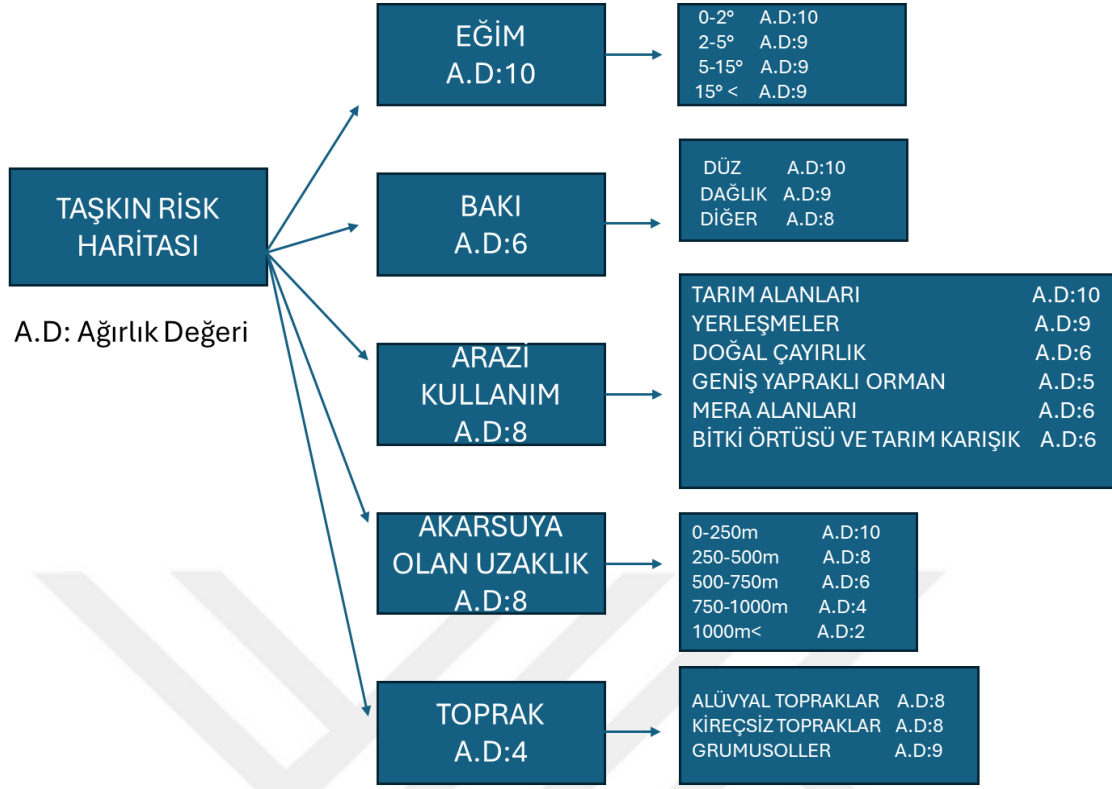 TAŞKIN RİSK
HARİTASI
A.D: Ağırlık Değeri
EĞİM
A.D:10
0-2° A.D:10
2-5° A.D:9
5-15° A.D:9
15° < A.D:9
BAKI
A.D:6
DÜZ A.D:10
DAĞLIK A.D:9
DİĞER A.D:8
ARAZİ
KULLANIM
A.D:8
TARIM ALANLARI A.D:10
YERLEŞMELER A.D:9
DOĞAL ÇAYIRLIK A.D:6
GENİŞ YAPRAKLI ORMAN A.D:5
MERA ALANLARI A.D:6
BİTKİ ÖRTÜSÜ VE TARIM KARIŞIK A.D:6
AKARSUYA
OLAN UZAKLIK
A.D:8
0-250m A.D:10
250-500m A.D:8
500-750m A.D:6
750-1000m A.D:4
1000m< A.D:2
TOPRAK
A.D:4
ALÜVYAL TOPRAKLAR A.D:8
KİREÇSİZ TOPRAKLAR A.D:8
GRUMUSOLLER A.D:9